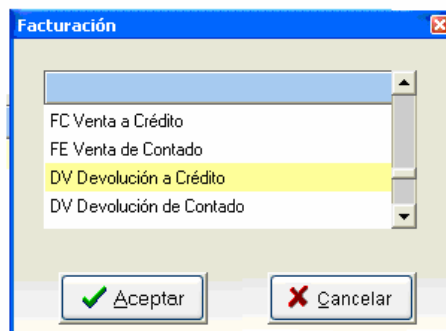 Facturación
FC Venta a Crédito
FE Venta de Contado
DV Devolución a Crédito
DV Devolución de Contado
Aceptar
Cancelar